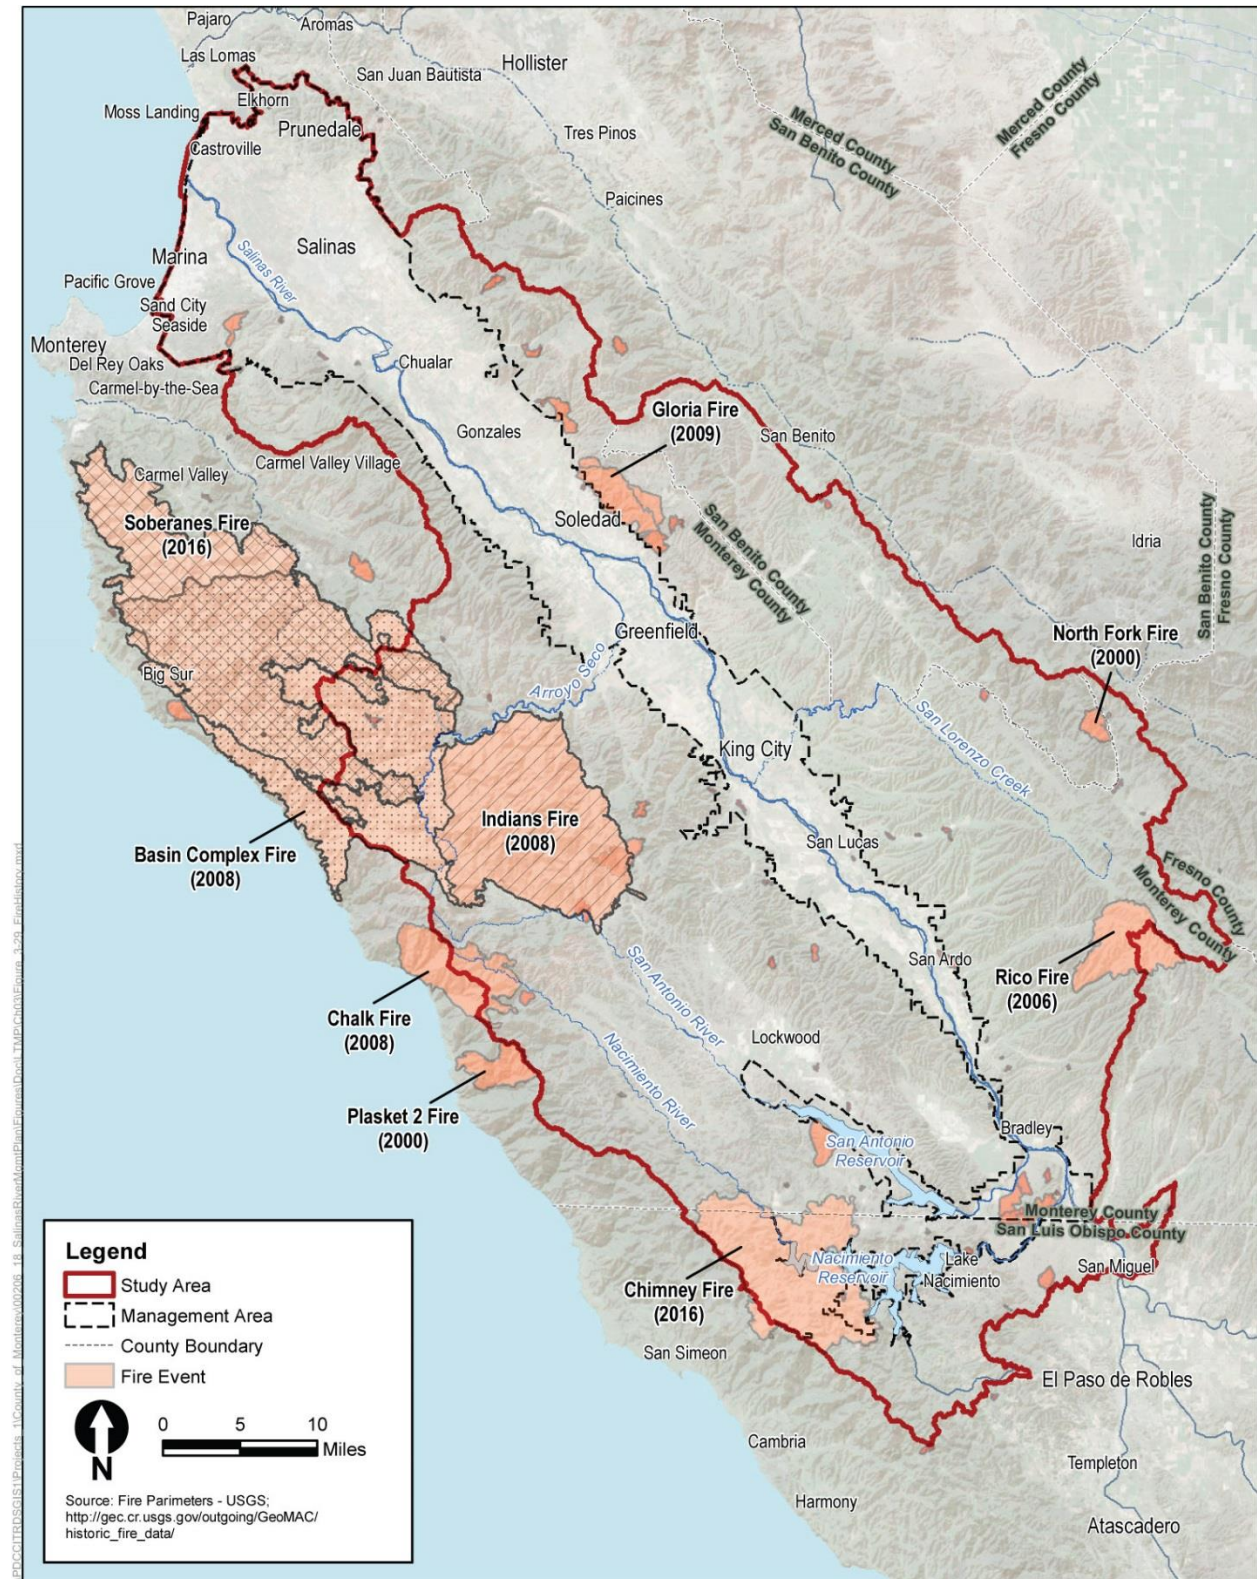 Pajaro
Aromas
Las Lomas
San Juan Bautista
Hollister
Elkhorn
Moss Landing
Prunedale
Castroville
Tres Pinos
Merced County
San Benito County
Merced County
Fresno County
Paicines
Salinas
Marina
Salinas River
Pacific Grove
Sand City
Seaside
Monterey
Del Rey Oaks
Carmel-by-the-Sea
Chualar
Gonzales
Gloria Fire
(2009)
San Benito
Carmel Valley Village
Carmel Valley
Soberanes Fire
(2016)
Soledad
San Benito County
Monterey County
Idria
San Benito County
Fresno County
Greenfield
North Fork Fire
(2000)
Big Sur
Arroyo Seco
San Lorenzo Creek
King City
Indians Fire
(2008)
San Lucas
Basin Complex Fire
(2008)
Fresno County
Monterey County
San Ardo
Rico Fire
(2006)
San Antonio River
Chalk Fire
(2008)
Lockwood
Nacimiento River
Plasket 2 Fire
(2000)
Bradley
San Antonio
Reservoir
Monterey County
San Luis Obispo County
Nacimiento
Reservoir
Lake
Nacimiento
San Miguel
Chimney Fire
(2016)
San Simeon
El Paso de Robles
Cambria
Templeton
Harmony
Atascadero
Legend
Study Area
Management Area
County Boundary
Fire Event
N
0 5 10
Miles
Source: Fire Parimeters - USGS;
http://gec.cr.usgs.gov/outgoing/GeoMAC/
historic_fire_data/